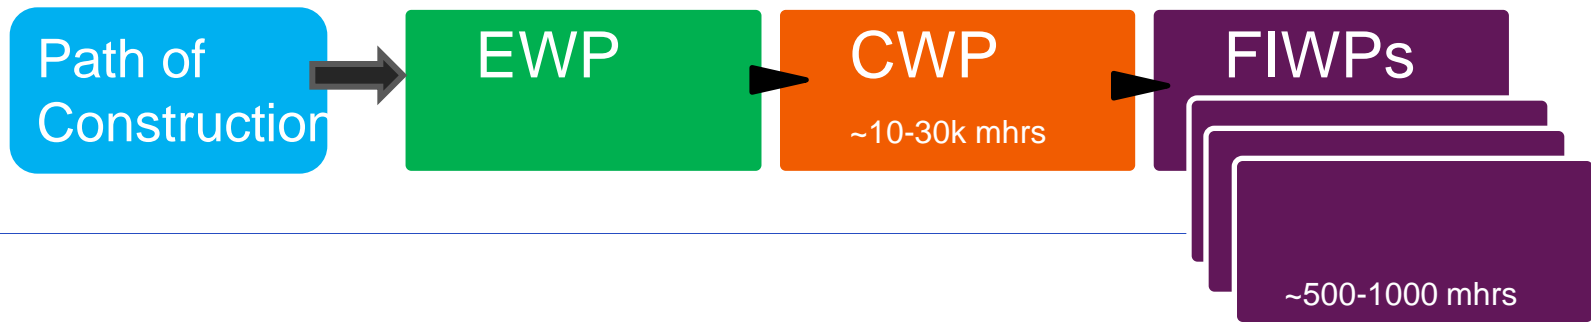 Path of
Construction
EWP
CWP
~10-30k mhrs
FIWPs
~500-1000 mhrs